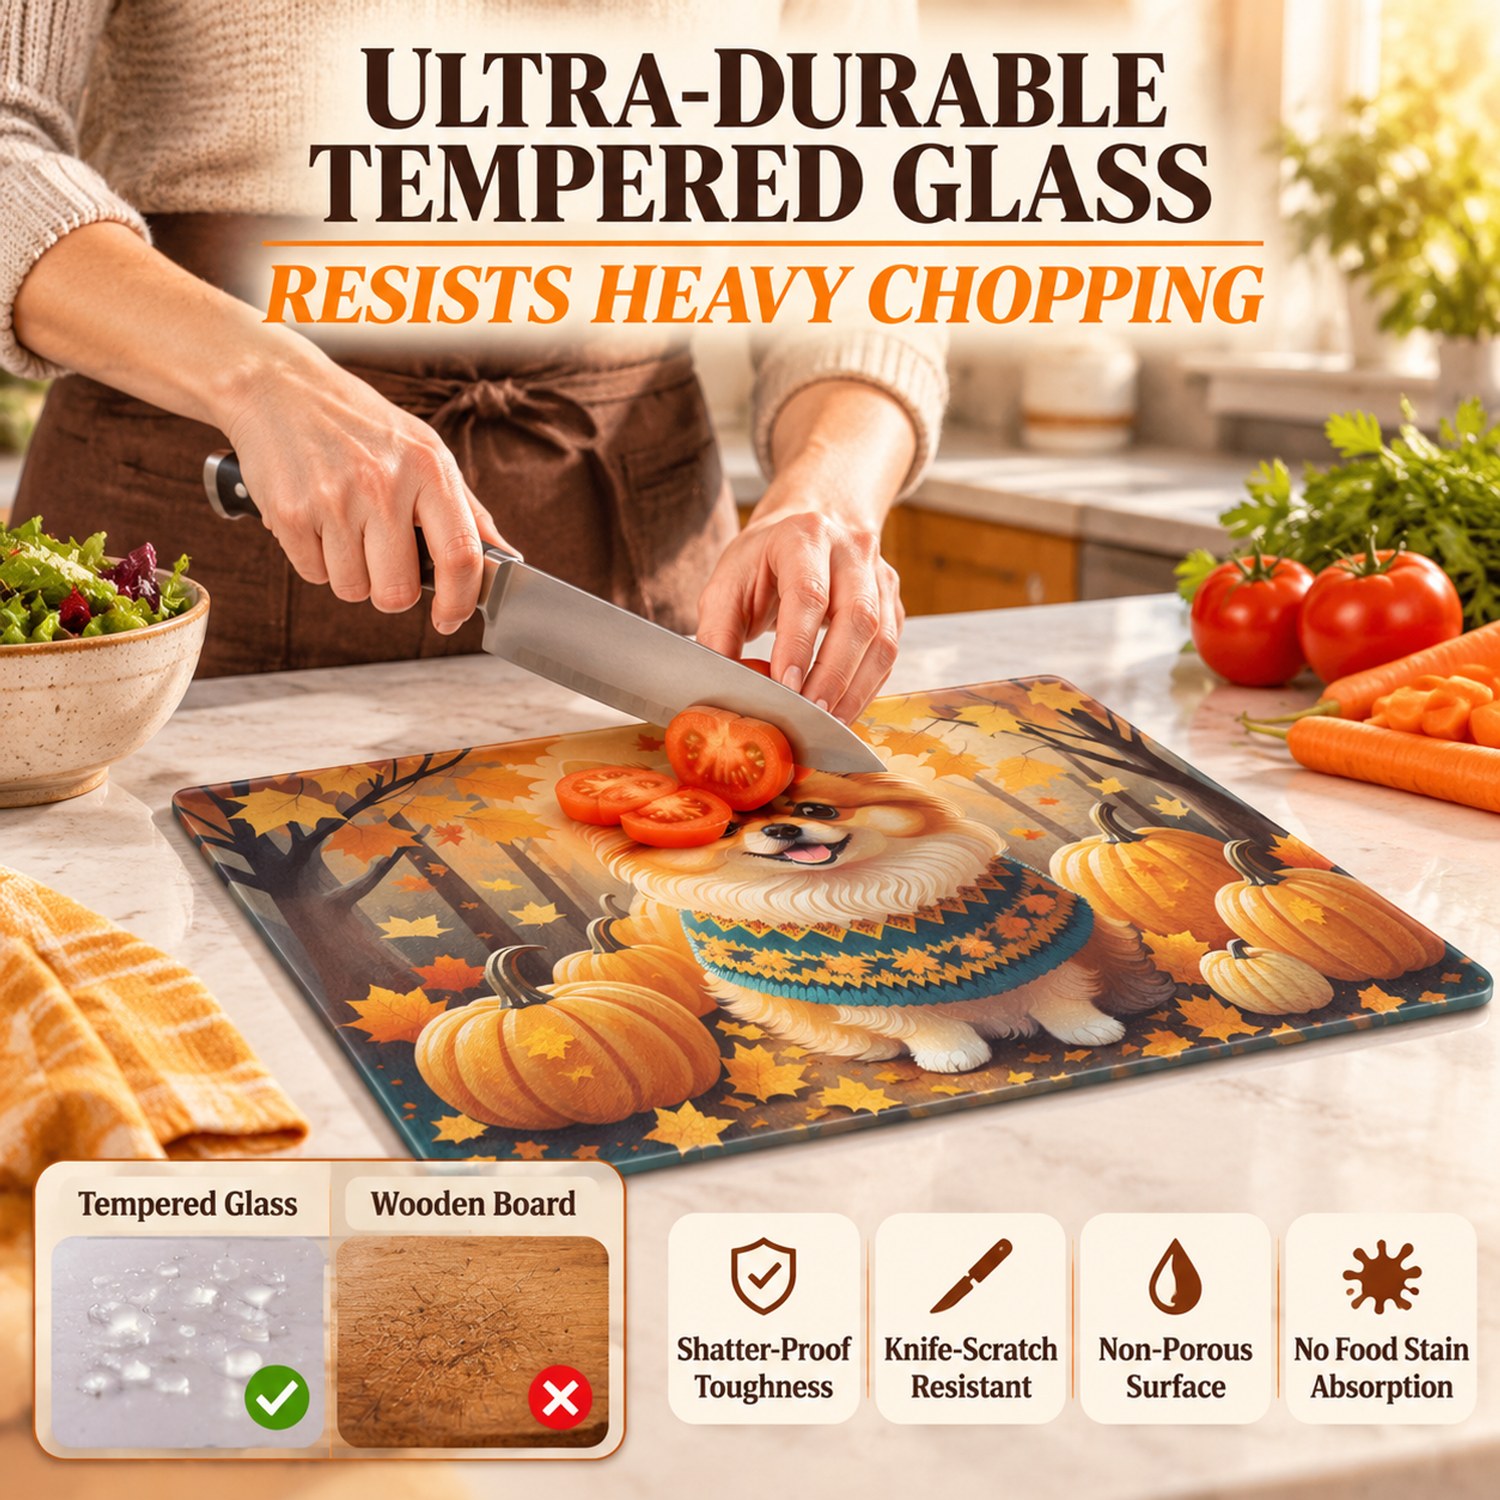 ULTRA-DURABLE
TEMPERED GLASS
RESISTS HEAVY CHOPPING
Tempered Glass
Wooden Board
Shatter-Proof
Toughness
Knife-Scratch
Resistant
Non-Porous
Surface
No Food Stain
Absorption